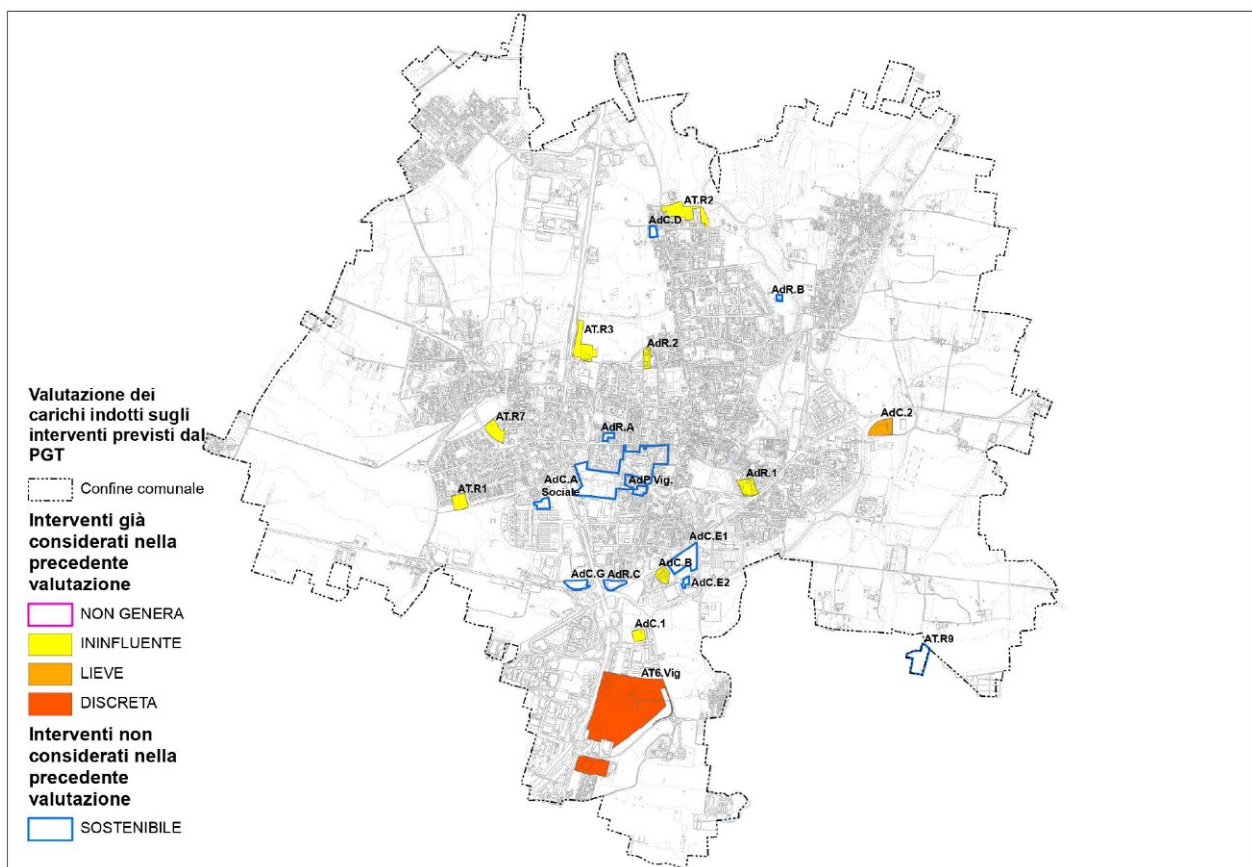 AT.R2
AdC.D
AdR.B
AT.R3
AdR.2
Valutazione dei
carichi indotti sugli
interventi previsti dal
PGT
Confine comunale
Interventi già
considerati nella
precedente
valutazione
NON GENERA
ININFLUENTE
LIEVE
DISCRETA
Interventi non
considerati nella
precedente
valutazione
SOSTENIBILE
AdC.2
AT.R7
AdR.A
AdC.A
Sociale
AdP.Vig.
AdR.1
AT.R1
AdC.E1
AdC.B
AdC.G
AdR.C
AdC.E2
AdC.1
AT.R9
AT6.Vig